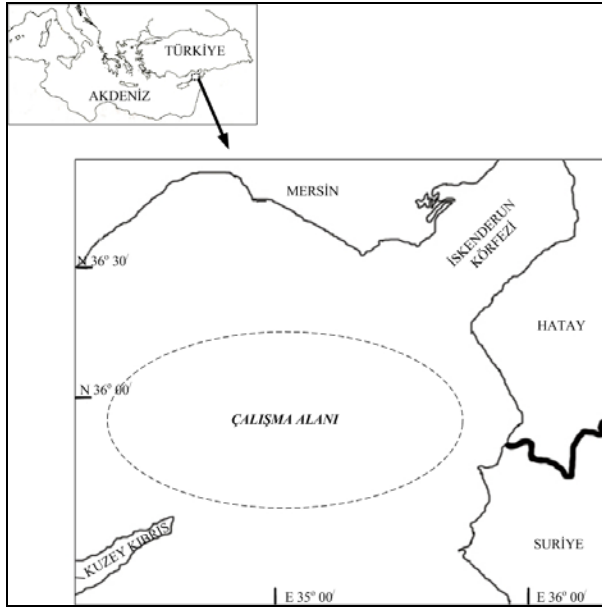 TÜRKİYE
AKDENİZ
MERSİN
İSKENDERUN
KÖRFEZİ
N 36° 30'
HATAY
N 36° 00'
ÇALIŞMA ALANI
KUZEY KIBRIS
SURİYE
E 35° 00'
E 36° 00'